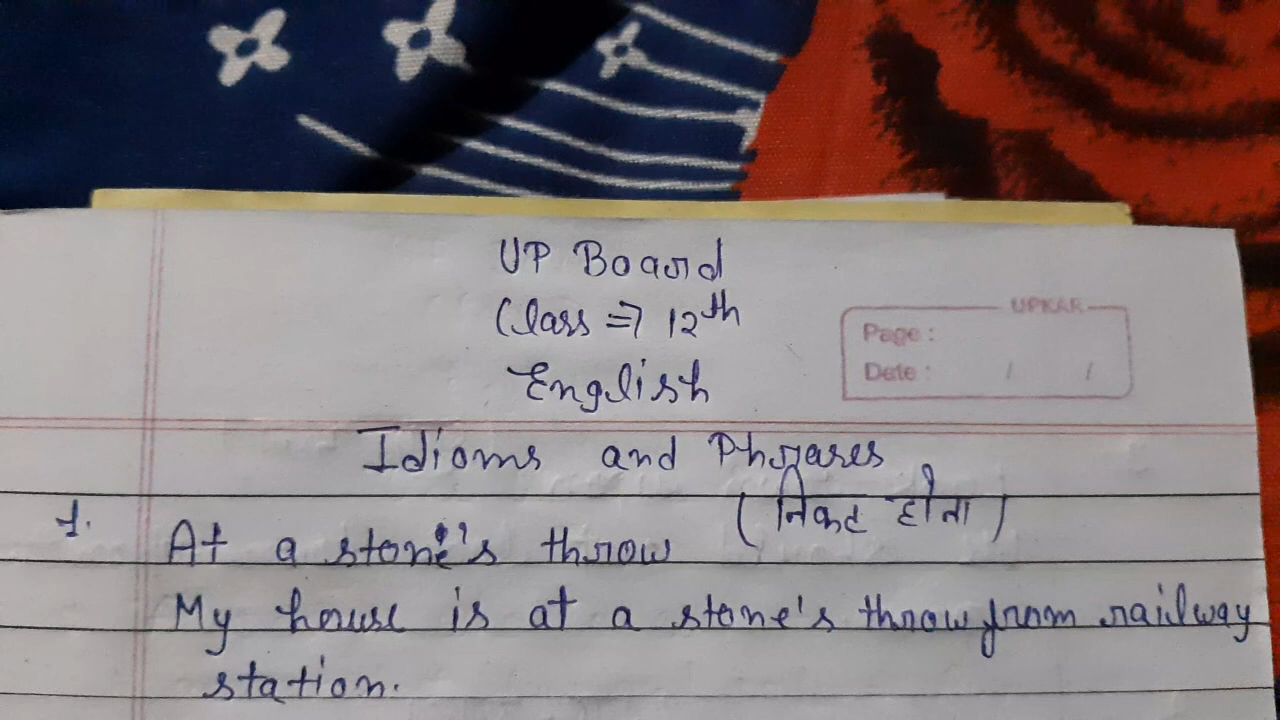 UP Board
Class => 12th
UPKAR
Page :
Date : / /
English
Idioms and Phrases
1. At a stone's throw (निकट होना)
My house is at a stone's throw from railway
station.